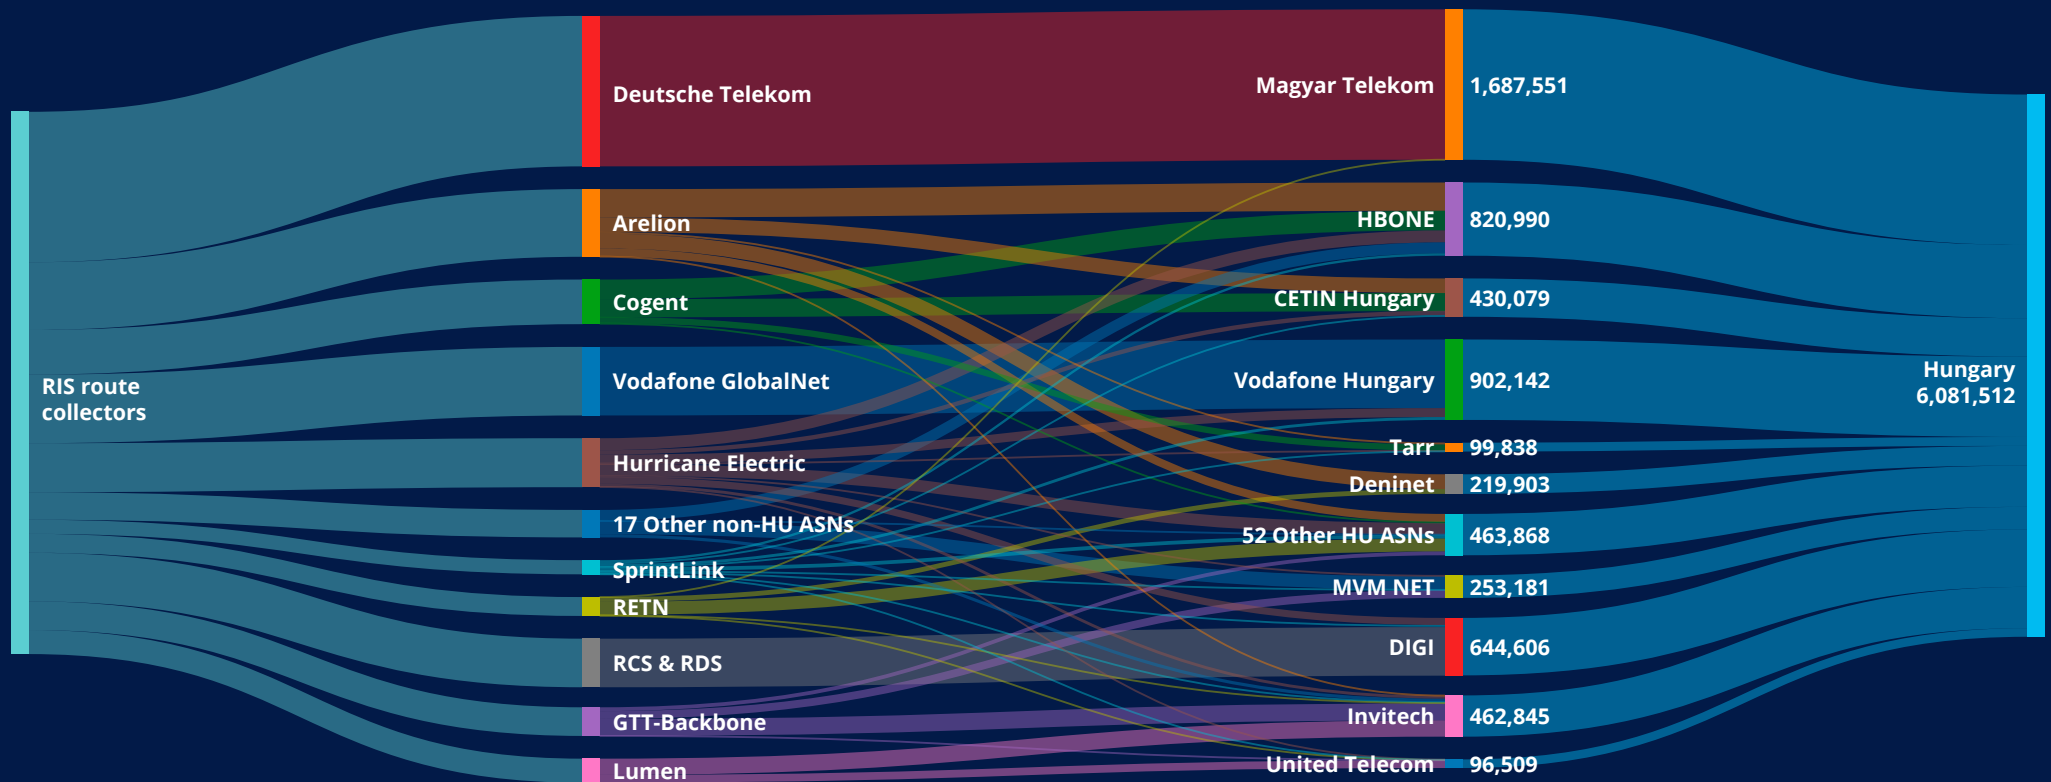 RIS route
collectors
Deutsche Telekom
Arelion
Cogent
Vodafone GlobalNet
Hurricane Electric
17 Other non-HU ASNs
SprintLink
RETN
RCS & RDS
GTT-Backbone
Lumen
Magyar Telekom 1,687,551
HBONE 820,990
CETIN Hungary 430,079
Vodafone Hungary 902,142
Tarr 99,838
Deninet 219,903
52 Other HU ASNs 463,868
MVM NET 253,181
DIGI 644,606
Invitech 462,845
United Telecom 96,509
Hungary
6,081,512